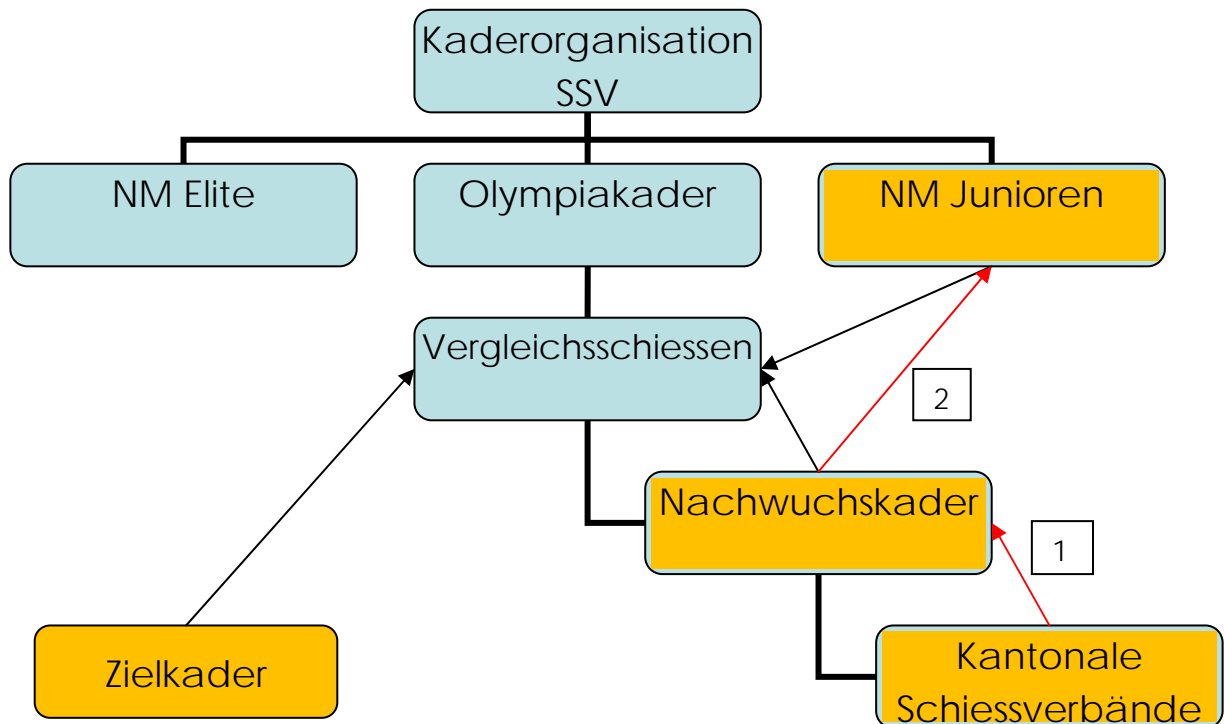 Kaderorganisation
SSV
NM Elite
Olympiakader
NM Junioren
Vergleichsschiessen
2
Nachwuchskader
1
Zielkader
Kantonale
Schiessverbände